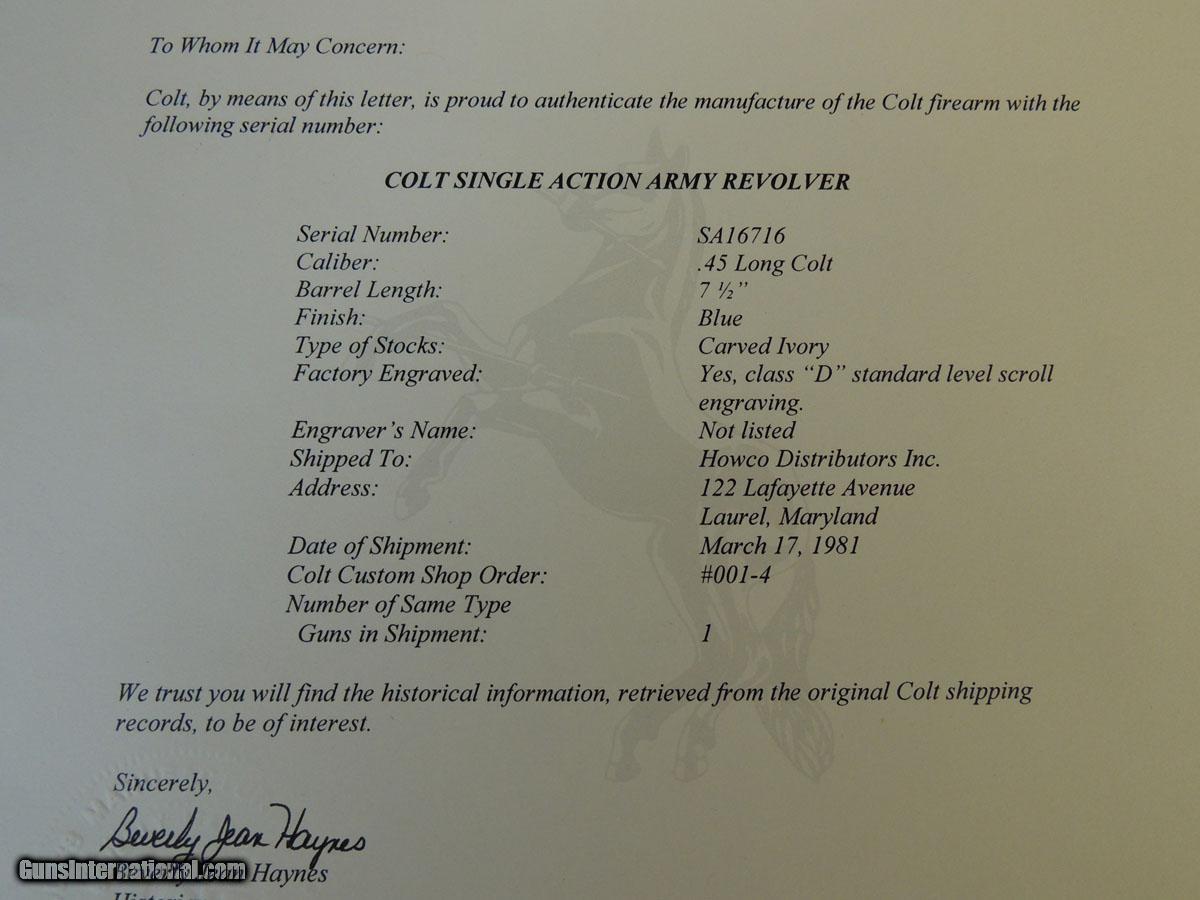 To Whom It May Concern:
Colt, by means of this letter, is proud to authenticate the manufacture of the Colt firearm with the
following serial number:
COLT SINGLE ACTION ARMY REVOLVER
Serial Number: SA16716
Caliber: .45 Long Colt
Barrel Length: 7 ½”
Finish: Blue
Type of Stocks: Carved Ivory
Factory Engraved: Yes, class “D” standard level scroll
engraving.
Engraver’s Name: Not listed
Shipped To: Howco Distributors Inc.
Address: 122 Lafayette Avenue
Laurel, Maryland
Date of Shipment: March 17, 1981
Colt Custom Shop Order: #001-4
Number of Same Type
Guns in Shipment: 1
We trust you will find the historical information, retrieved from the original Colt shipping
records, to be of interest.
Sincerely,
Beverly Jean Haynes
GunsInternational.com
Beverly Jean Haynes